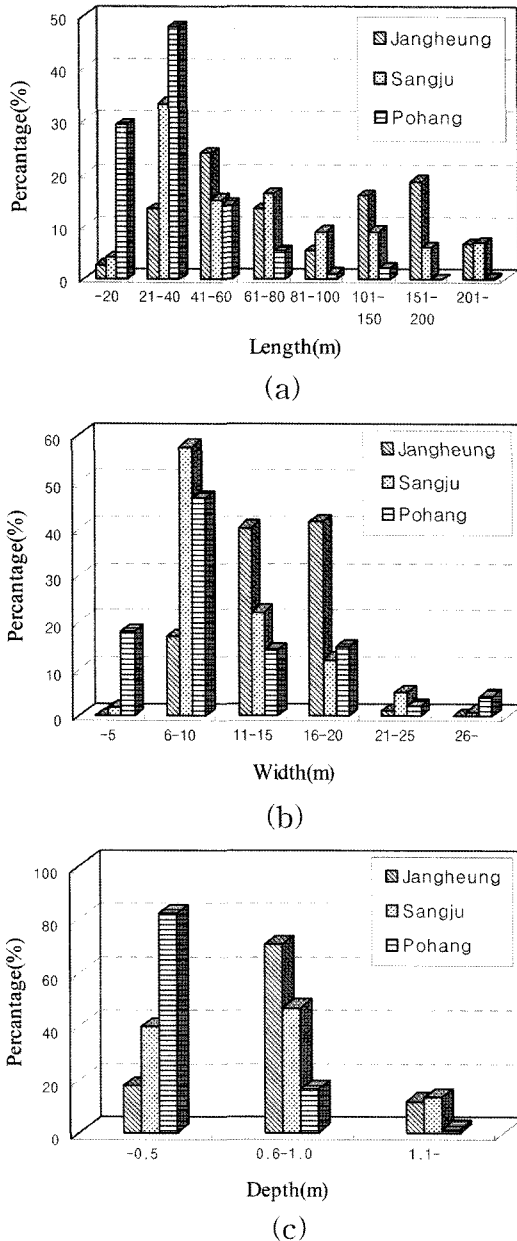 50
40
30
20
10
0
Percantage(%)
Jangheung
Sangju
Pohang
-20 21-40 41-60 61-80 81-100 101-150 151-200 201-
Length(m)
(a)
60
50
40
30
20
10
0
Percantage(%)
Jangheung
Sangju
Pohang
-5 6-10 11-15 16-20 21-25 26-
Width(m)
(b)
100
80
60
40
20
0
Percantage(%)
Jangheung
Sangju
Pohang
-0.5 0.6-1.0 1.1-
Depth(m)
(c)